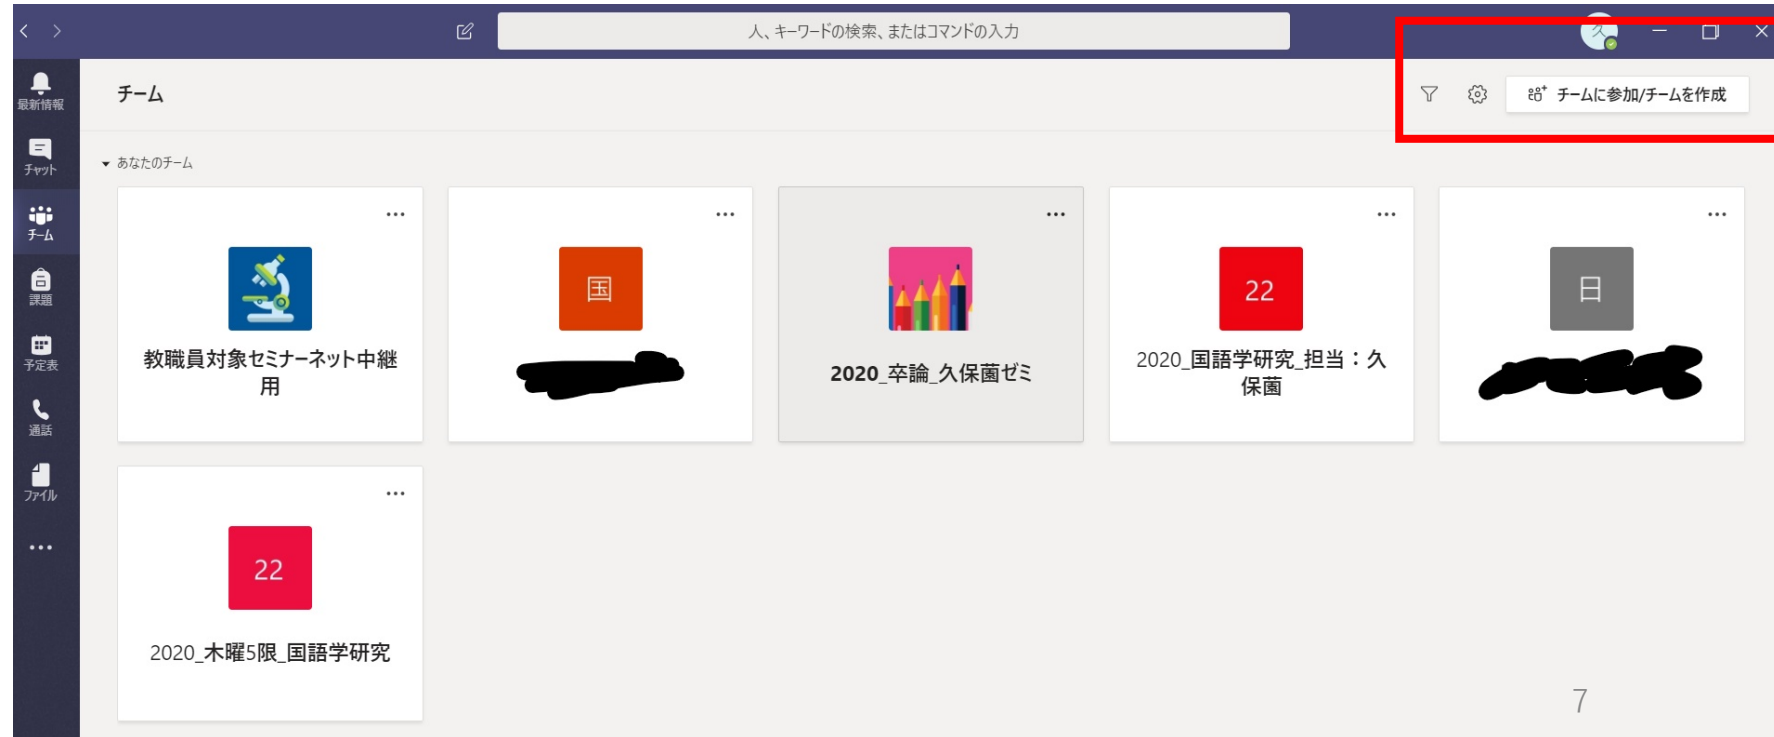 人、キーワードの検索、またはコマンドの入力
久
最新情報
チャット
チーム
課題
予定表
通話
ファイル
チーム
チームに参加/チームを作成
あなたのチーム
教職員対象セミナーネット中継
用
国
2020_卒論_久保薗ゼミ
22
2020_国語学研究_担当：久
保薗
日
22
2020_木曜5限_国語学研究
7